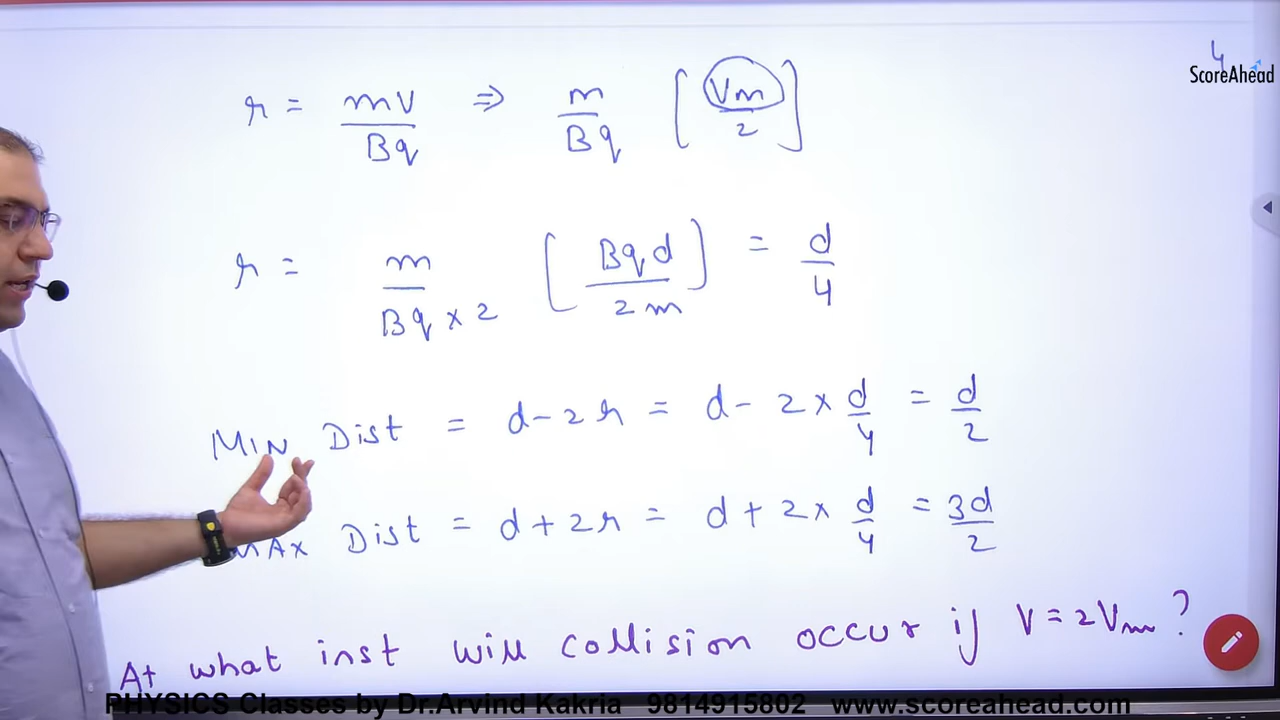 4
ScoreAhead
r = mv/Bq ⇒ m/Bq [Vm/2]
r = m/Bq×2 [Bqd/2m] = d/4
MIN Dist = d-2r = d-2×d/4 = d/2
MAX Dist = d+2r = d+2×d/4 = 3d/2
At what inst will collision occur if V=2Vm?
PHYSICS Classes by Dr.Arvind Kakria 9814915802 www.scoreahead.com